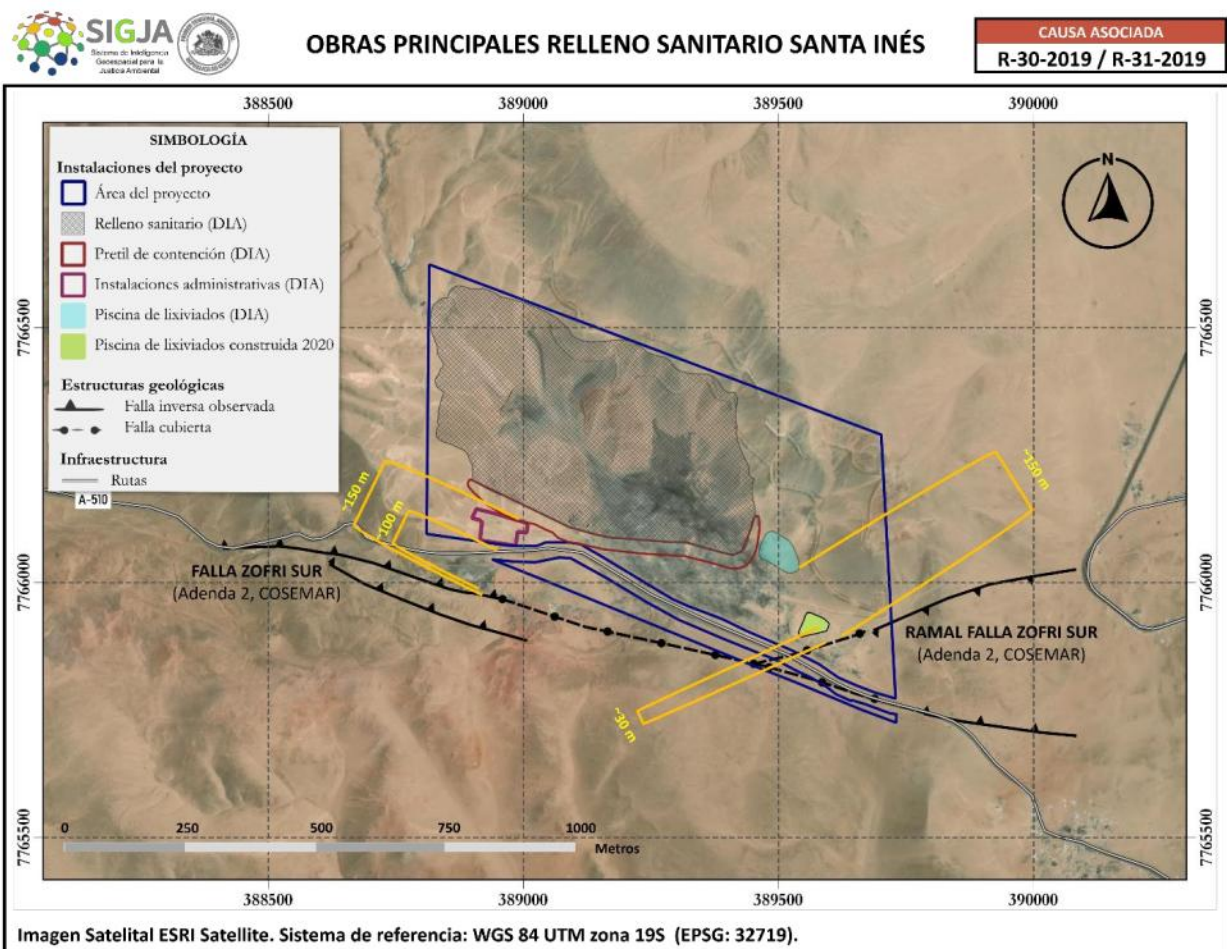 SIGJA
Sistema de Inteligencia
Geoespacial para la
Justicia Ambiental
OBRAS PRINCIPALES RELLENO SANITARIO SANTA INÉS
CAUSA ASOCIADA
R-30-2019 / R-31-2019
388500
389000
389500
390000
SIMBOLOGÍA
Instalaciones del proyecto
Área del proyecto
Relleno sanitario (DIA)
Pretil de contención (DIA)
Instalaciones administrativas (DIA)
Piscina de lixiviados (DIA)
Piscina de lixiviados construida 2020
Estructuras geológicas
Falla inversa observada
Falla cubierta
Infraestructura
Rutas
N
7766500
7766500
A-510
~150 m
~100 m
~150 m
7766000
7766000
FALLA ZOFRI SUR
(Adenda 2, COSEMAR)
RAMAL FALLA ZOFRI SUR
(Adenda 2, COSEMAR)
~30 m
7765500
7765500
0
250
500
750
1000
Metros
388500
389000
389500
390000
Imagen Satelital ESRI Satellite. Sistema de referencia: WGS 84 UTM zona 19S (EPSG: 32719).